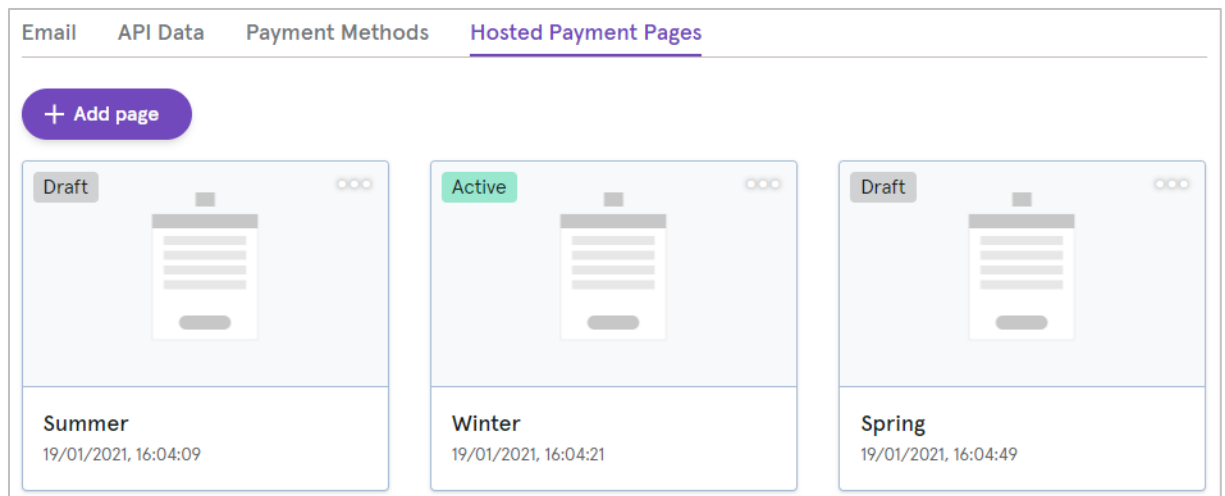 Email API Data Payment Methods Hosted Payment Pages
+ Add page
Draft
Active
Draft
Summer
19/01/2021, 16:04:09
Winter
19/01/2021, 16:04:21
Spring
19/01/2021, 16:04:49